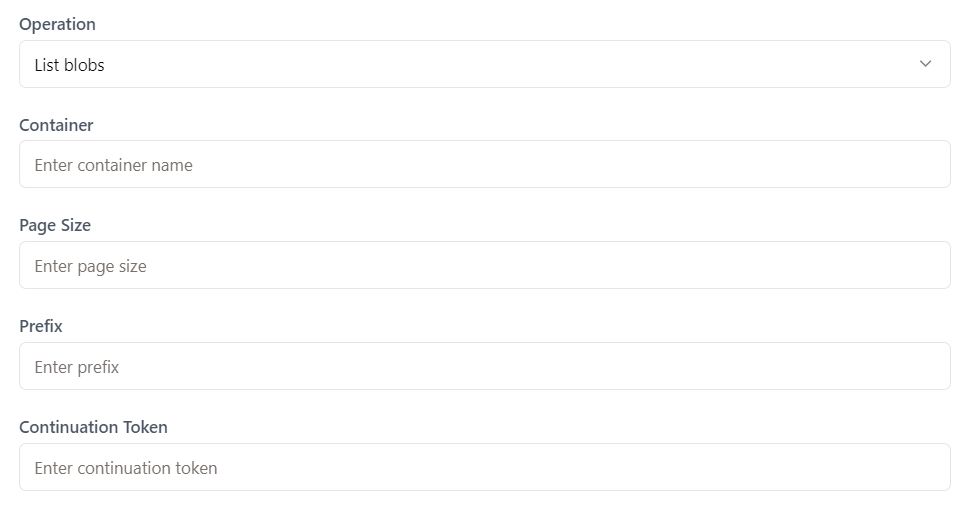 Operation
List blobs
Container
Enter container name
Page Size
Enter page size
Prefix
Enter prefix
Continuation Token
Enter continuation token